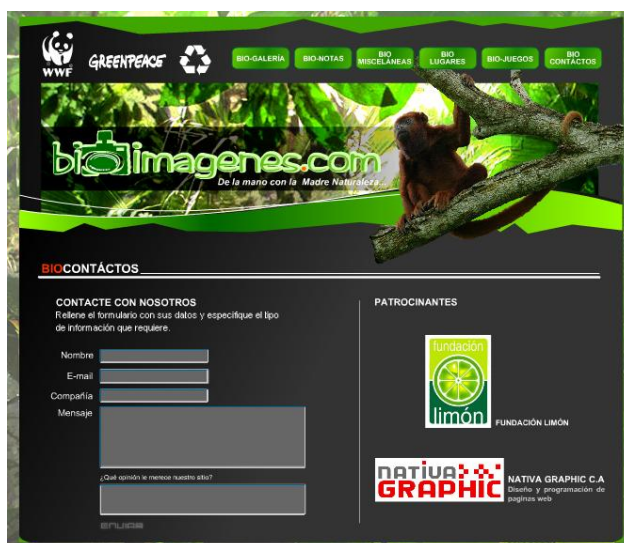 WWF
GREENPEACE
BIO-GALERÍA
BIO-NOTAS
BIO
MISCELÁNEAS
BIO
LUGARES
BIO-JUEGOS
BIO
CONTÁCTOS
bioimagenes.com
De la mano con la Madre Naturaleza...
BIOCONTÁCTOS
CONTACTE CON NOSOTROS
Rellene el formulario con sus datos y especifique el tipo
de información que requiere.
Nombre
E-mail
Compañía
Mensaje
¿Qué opinión le merece nuestro sitio?
ENVIAR
PATROCINANTES
fundación
limón
FUNDACIÓN LIMÓN
NATIVA
GRAPHIC
NATIVA GRAPHIC C.A
Diseño y programación de
paginas web